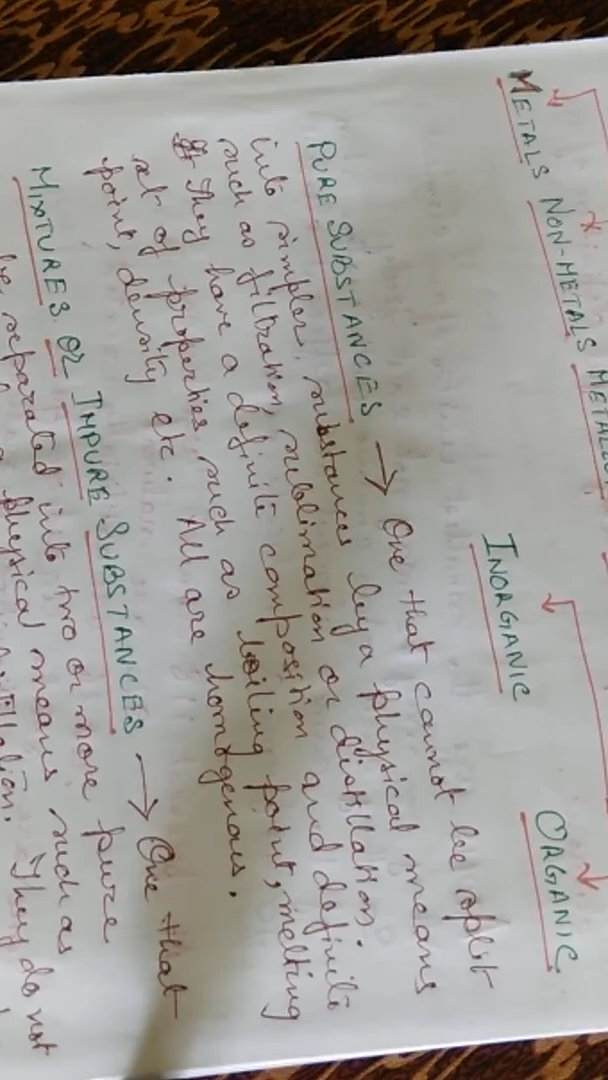 INORGANIC ORGANIC
METALS NON-METALS
PURE SUBSTANCES → One that cannot be split
into simpler substances by a physical means
such as filtration, sublimation or distillation.
They have a definite composition and definite
set of properties such as boiling point, melting
point, density etc. All are homogenous.
MIXTURES OR IMPURE SUBSTANCES → One that
be separated into two or more pure
physical means such as
They do not